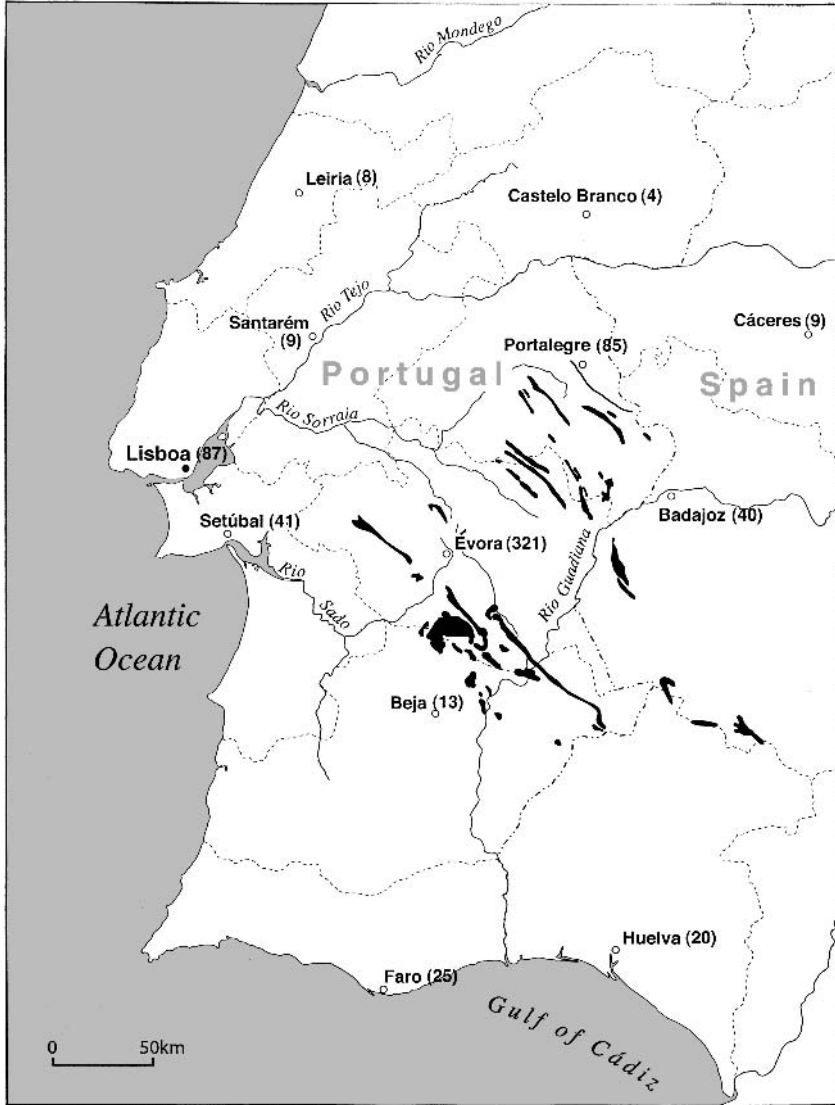 Rio Mondego
Leiria (8)
Castelo Branco (4)
Rio Tejo
Santarém
(9)
Cáceres (9)
Portalegre (85)
Portugal
Spain
Rio Sorraia
Lisboa (87)
Badajoz (40)
Setúbal (41)
Évora (321)
Rio Guadiana
Rio
Sado
Atlantic
Ocean
Beja (13)
Huelva (20)
Faro (25)
Gulf of Cádiz
0 50km